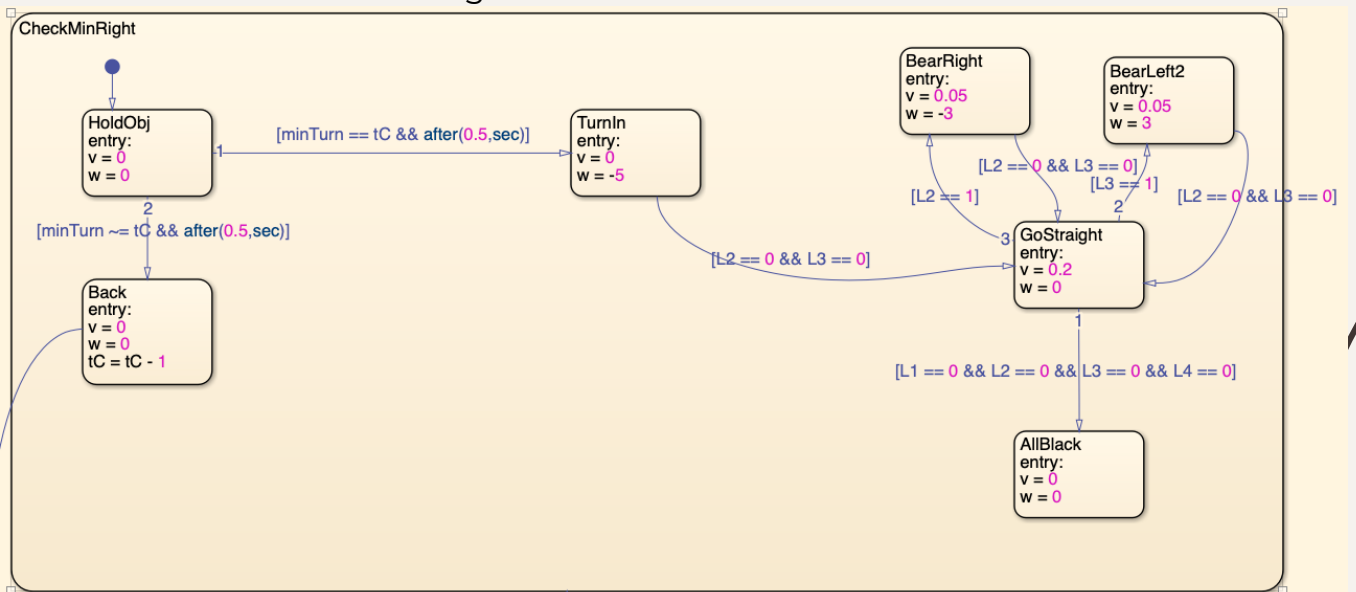 CheckMinRight
HoldObj
entry:
v = 0
w = 0
1
[minTurn == tC && after(0.5,sec)]
2
[minTurn ~= tC && after(0.5,sec)]
Back
entry:
v = 0
w = 0
tC = tC - 1
TurnIn
entry:
v = 0
w = -5
[L2 == 0 && L3 == 0]
BearRight
entry:
v = 0.05
w = -3
[L2 == 0 && L3 == 0]
[L2 == 1]
3
BearLeft2
entry:
v = 0.05
w = 3
[L3 == 1]
2
[L2 == 0 && L3 == 0]
GoStraight
entry:
v = 0.2
w = 0
1
[L1 == 0 && L2 == 0 && L3 == 0 && L4 == 0]
AllBlack
entry:
v = 0
w = 0